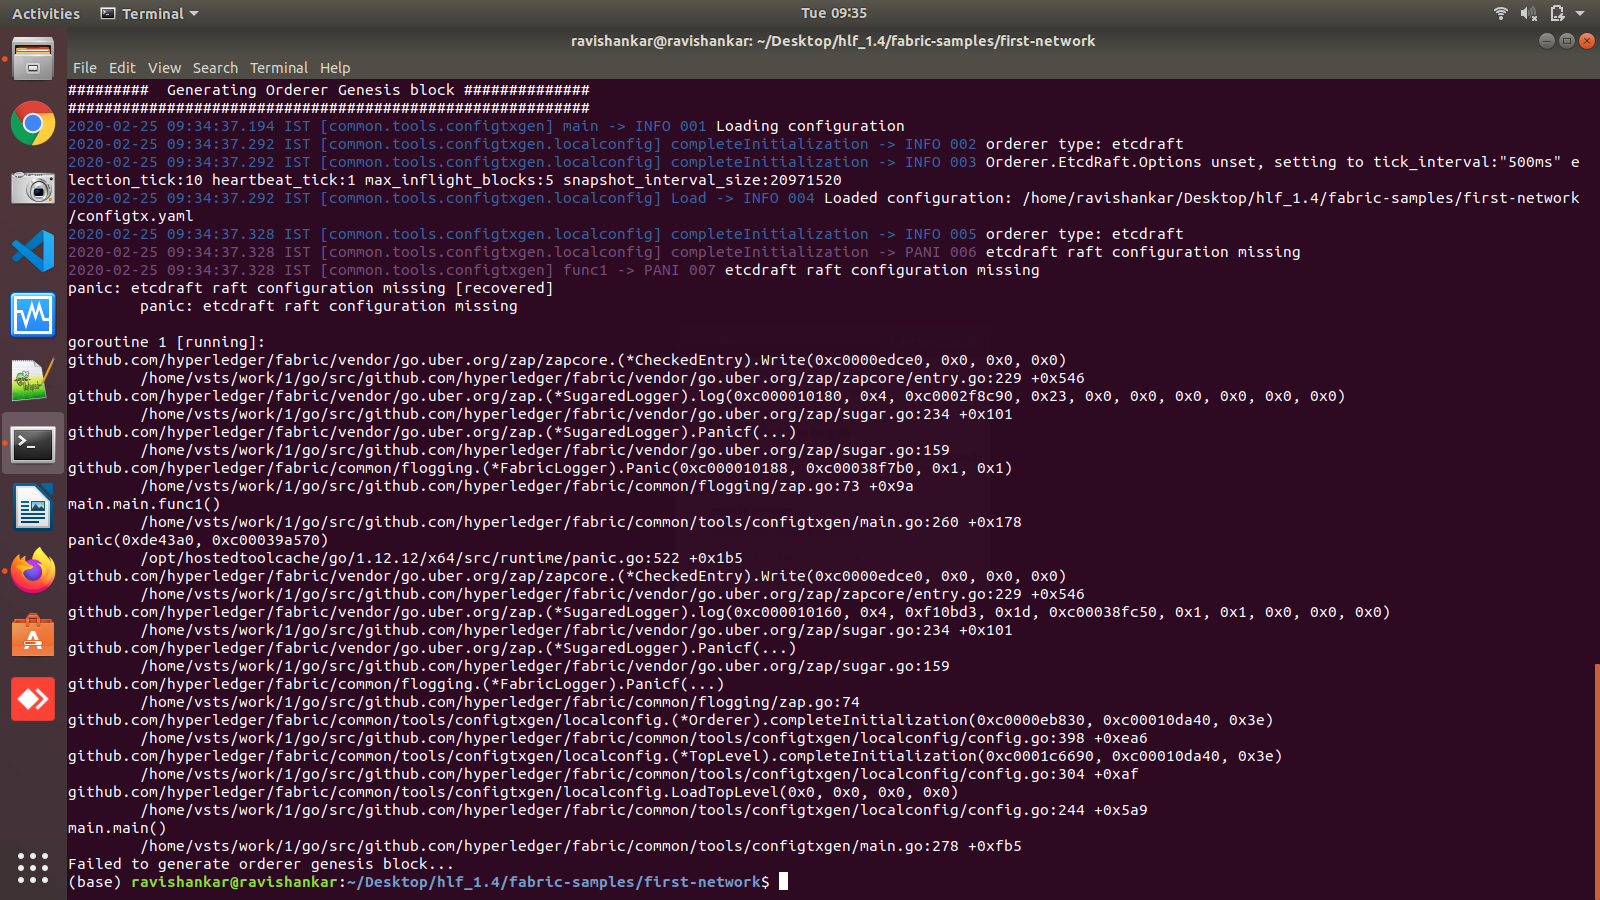 Activities
Terminal
Tue 09:35
ravishankar@ravishankar: ~/Desktop/hlf_1.4/fabric-samples/first-network
File Edit View Search Terminal Help
######### Generating Orderer Genesis block ##############
##########################################################
2020-02-25 09:34:37.194 IST [common.tools.configtxgen] main -> INFO 001 Loading configuration
2020-02-25 09:34:37.292 IST [common.tools.configtxgen.localconfig] completeInitialization -> INFO 002 orderer type: etcdraft
2020-02-25 09:34:37.292 IST [common.tools.configtxgen.localconfig] completeInitialization -> INFO 003 Orderer.EtcdRaft.Options unset, setting to tick_interval:"500ms" e
lection_tick:10 heartbeat_tick:1 max_inflight_blocks:5 snapshot_interval_size:20971520
2020-02-25 09:34:37.292 IST [common.tools.configtxgen.localconfig] Load -> INFO 004 Loaded configuration: /home/ravishankar/Desktop/hlf_1.4/fabric-samples/first-network
/configtx.yaml
2020-02-25 09:34:37.328 IST [common.tools.configtxgen.localconfig] completeInitialization -> INFO 005 orderer type: etcdraft
2020-02-25 09:34:37.328 IST [common.tools.configtxgen.localconfig] completeInitialization -> PANI 006 etcdraft raft configuration missing
2020-02-25 09:34:37.328 IST [common.tools.configtxgen] func1 -> PANI 007 etcdraft raft configuration missing
panic: etcdraft raft configuration missing [recovered]
panic: etcdraft raft configuration missing
goroutine 1 [running]:
github.com/hyperledger/fabric/vendor/go.uber.org/zap/zapcore.(*CheckedEntry).Write(0xc0000edce0, 0x0, 0x0, 0x0)
/home/vsts/work/1/go/src/github.com/hyperledger/fabric/vendor/go.uber.org/zap/zapcore/entry.go:229 +0x546
github.com/hyperledger/fabric/vendor/go.uber.org/zap.(*SugaredLogger).log(0xc000010180, 0x4, 0xc0002f8c90, 0x23, 0x0, 0x0, 0x0, 0x0, 0x0, 0x0)
/home/vsts/work/1/go/src/github.com/hyperledger/fabric/vendor/go.uber.org/zap/sugar.go:234 +0x101
github.com/hyperledger/fabric/vendor/go.uber.org/zap.(*SugaredLogger).Panicf(...)
/home/vsts/work/1/go/src/github.com/hyperledger/fabric/vendor/go.uber.org/zap/sugar.go:159
github.com/hyperledger/fabric/common/flogging.(*FabricLogger).Panic(0xc000010188, 0xc00038f7b0, 0x1, 0x1)
/home/vsts/work/1/go/src/github.com/hyperledger/fabric/common/flogging/zap.go:73 +0x9a
main.main.func1()
/home/vsts/work/1/go/src/github.com/hyperledger/fabric/common/tools/configtxgen/main.go:260 +0x178
panic(0xde43a0, 0xc00039a570)
/opt/hostedtoolcache/go/1.12.12/x64/src/runtime/panic.go:522 +0x1b5
github.com/hyperledger/fabric/vendor/go.uber.org/zap/zapcore.(*CheckedEntry).Write(0xc0000edce0, 0x0, 0x0, 0x0)
/home/vsts/work/1/go/src/github.com/hyperledger/fabric/vendor/go.uber.org/zap/zapcore/entry.go:229 +0x546
github.com/hyperledger/fabric/vendor/go.uber.org/zap.(*SugaredLogger).log(0xc000010160, 0x4, 0xf10bd3, 0x1d, 0xc00038fc50, 0x1, 0x1, 0x0, 0x0, 0x0)
/home/vsts/work/1/go/src/github.com/hyperledger/fabric/vendor/go.uber.org/zap/sugar.go:234 +0x101
github.com/hyperledger/fabric/vendor/go.uber.org/zap.(*SugaredLogger).Panicf(...)
/home/vsts/work/1/go/src/github.com/hyperledger/fabric/vendor/go.uber.org/zap/sugar.go:159
github.com/hyperledger/fabric/common/flogging.(*FabricLogger).Panicf(...)
/home/vsts/work/1/go/src/github.com/hyperledger/fabric/common/flogging/zap.go:74
github.com/hyperledger/fabric/common/tools/configtxgen/localconfig.(*Orderer).completeInitialization(0xc0000eb830, 0xc00010da40, 0x3e)
/home/vsts/work/1/go/src/github.com/hyperledger/fabric/common/tools/configtxgen/localconfig/config.go:398 +0xea6
github.com/hyperledger/fabric/common/tools/configtxgen/localconfig.(*TopLevel).completeInitialization(0xc0001c6690, 0xc00010da40, 0x3e)
/home/vsts/work/1/go/src/github.com/hyperledger/fabric/common/tools/configtxgen/localconfig/config.go:304 +0xaf
github.com/hyperledger/fabric/common/tools/configtxgen/localconfig.LoadTopLevel(0x0, 0x0, 0x0, 0x0)
/home/vsts/work/1/go/src/github.com/hyperledger/fabric/common/tools/configtxgen/localconfig/config.go:244 +0x5a9
main.main()
/home/vsts/work/1/go/src/github.com/hyperledger/fabric/common/tools/configtxgen/main.go:278 +0xfb5
Failed to generate orderer genesis block...
(base) ravishankar@ravishankar:~/Desktop/hlf_1.4/fabric-samples/first-network$